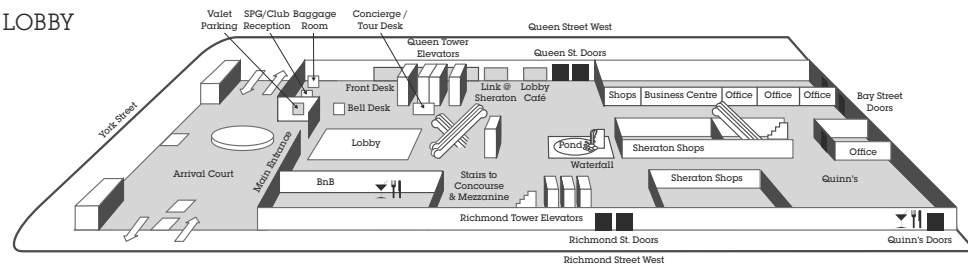 LOBBY
Valet
Parking
SPG/Club
Reception
Baggage
Room
Concierge /
Tour Desk
Queen Street West
Queen Tower
Elevators
Queen St. Doors
Front Desk
Bell Desk
Link @
Sheraton
Lobby
Café
Shops
Business Centre
Office
Office
Office
Bay Street
Doors
York Street
Main Entrance
Lobby
Pond
Waterfall
Sheraton Shops
Office
Arrival Court
BnB
Stairs to
Concourse
& Mezzanine
Sheraton Shops
Quinn's
Richmond Tower Elevators
Richmond St. Doors
Quinn's Doors
Richmond Street West